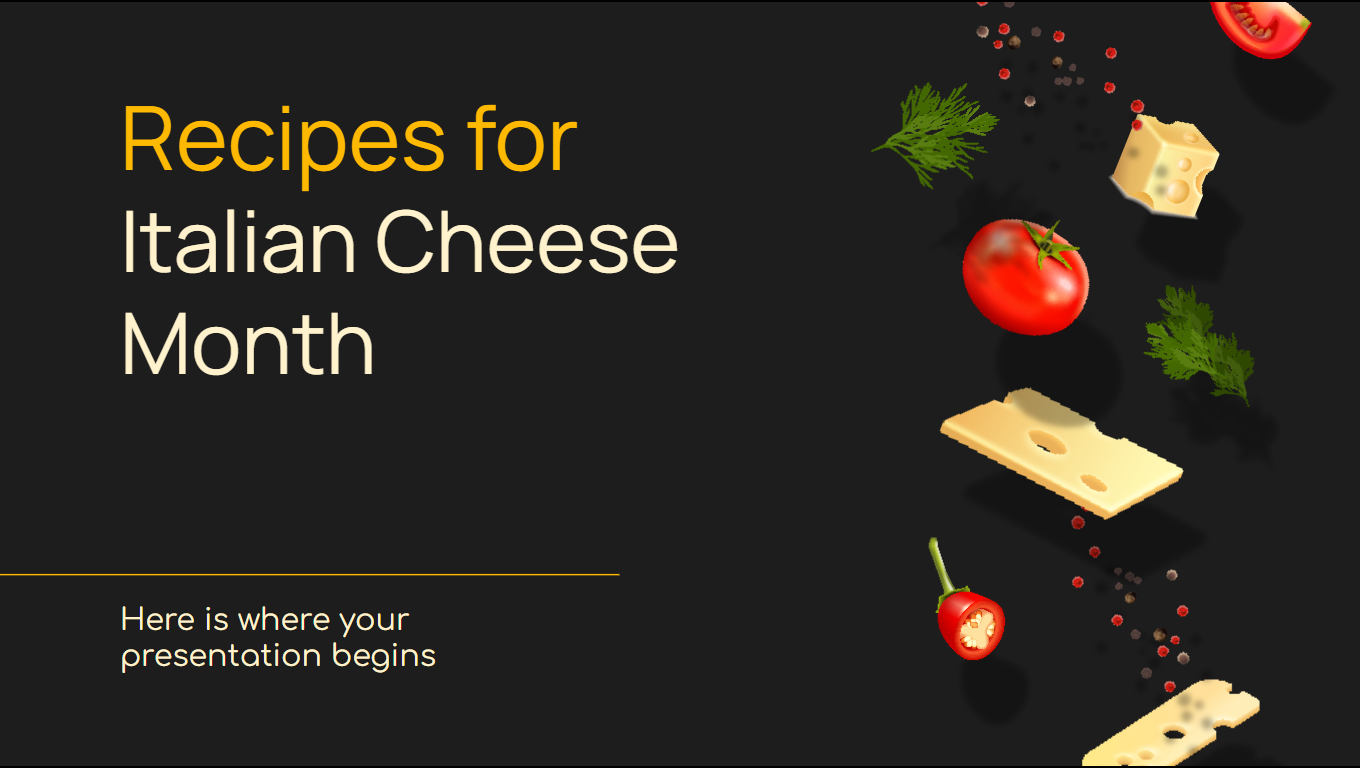 Recipes for
Italian Cheese
Month
Here is where your
presentation begins